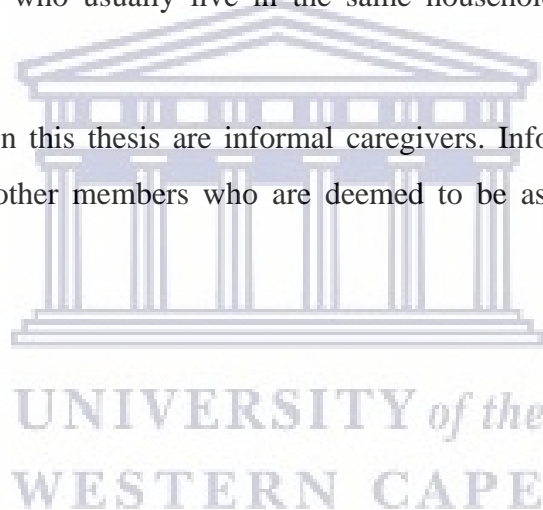 who usually live in the same household
n this thesis are informal caregivers. Info
other members who are deemed to be as
UNIVERSITY of the
WESTERN CAPE